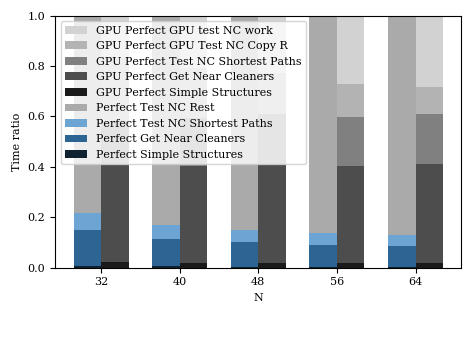 1.0
0.8
0.6
0.4
0.2
0.0
Time ratio
GPU Perfect GPU test NC work
GPU Perfect GPU Test NC Copy R
GPU Perfect Test NC Shortest Paths
GPU Perfect Get Near Cleaners
GPU Perfect Simple Structures
Perfect Test NC Rest
Perfect Test NC Shortest Paths
Perfect Get Near Cleaners
Perfect Simple Structures
32 40 48 56 64
N